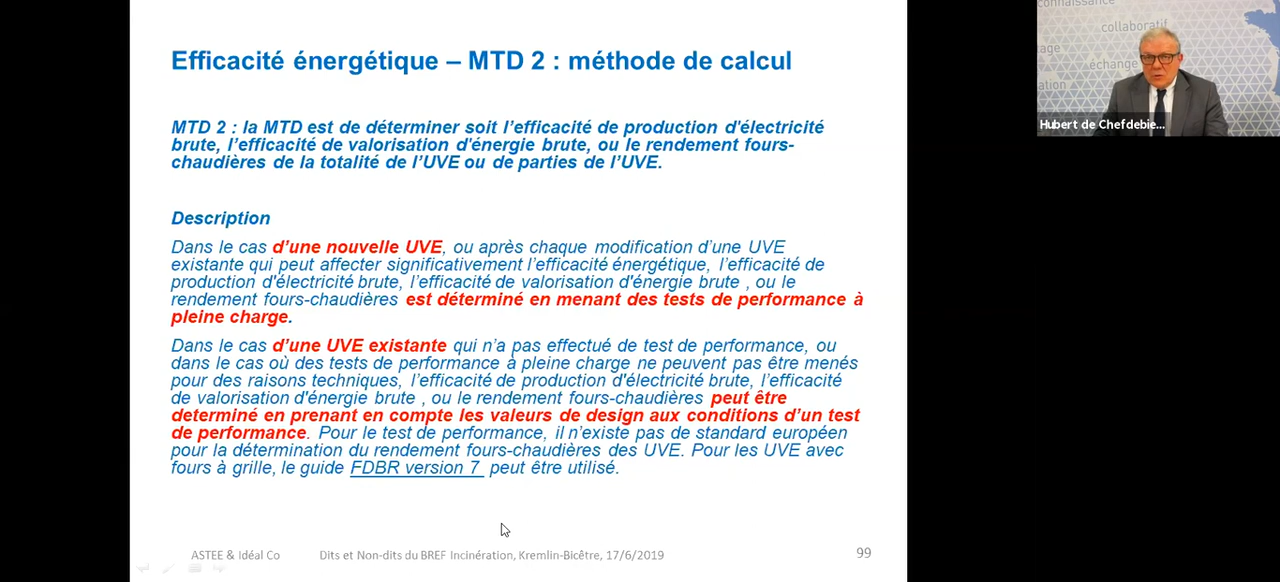 Efficacité énergétique – MTD 2 : méthode de calcul
MTD 2 : la MTD est de déterminer soit l’efficacité de production d'électricité
brute, l’efficacité de valorisation d'énergie brute, ou le rendement fours-
chaudières de la totalité de l’UVE ou de parties de l’UVE.
Description
Dans le cas d’une nouvelle UVE, ou après chaque modification d’une UVE
existante qui peut affecter significativement l’efficacité énergétique, l’efficacité de
production d'électricité brute, l’efficacité de valorisation d'énergie brute , ou le
rendement fours-chaudières est déterminé en menant des tests de performance à
pleine charge.
Dans le cas d’une UVE existante qui n’a pas effectué de test de performance, ou
dans le cas où des tests de performance à pleine charge ne peuvent pas être menés
pour des raisons techniques, l’efficacité de production d'électricité brute, l’efficacité
de valorisation d'énergie brute , ou le rendement fours-chaudières peut être
determiné en prenant en compte les valeurs de design aux conditions d’un test
de performance. Pour le test de performance, il n’existe pas de standard européen
pour la détermination du rendement fours-chaudières des UVE. Pour les UVE avec
fours à grille, le guide FDBR version 7 peut être utilisé.
ASTEE & Idéal Co
Dits et Non-dits du BREF Incinération, Kremlin-Bicêtre, 17/6/2019
99
connaissance
collaboratif
échange
Hubert de Chefdebie...